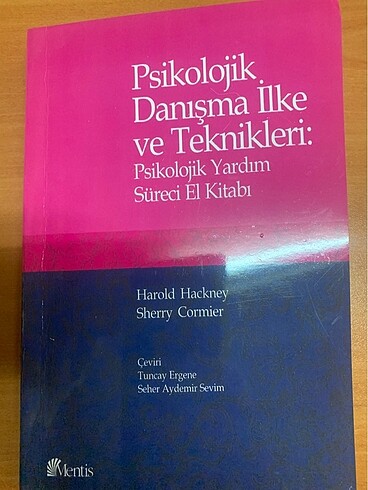 Psikolojik
Danışma İlke
ve Teknikleri:
Psikolojik Yardım
Süreci El Kitabı
Harold Hackney
Sherry Cormier
Çeviri
Tuncay Ergene
Seher Aydemir Sevim
Mentis